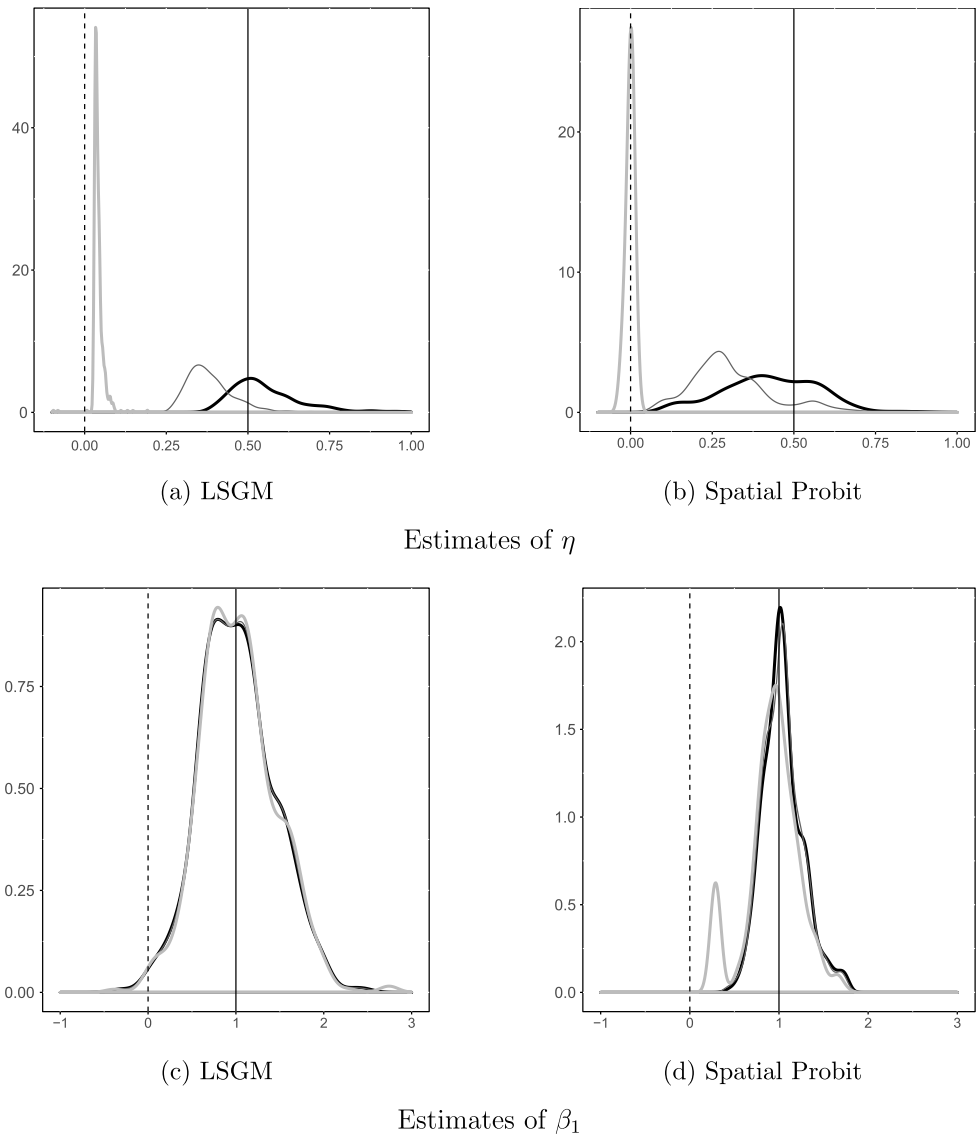 40
20
0
0.00 0.25 0.50 0.75 1.00
(a) LSGM
20
10
0
0.00 0.25 0.50 0.75 1.00
(b) Spatial Probit
Estimates of η
0.75
0.50
0.25
0.00
−1 0 1 2 3
(c) LSGM
2.0
1.5
1.0
0.5
0.0
−1 0 1 2 3
(d) Spatial Probit
Estimates of β₁